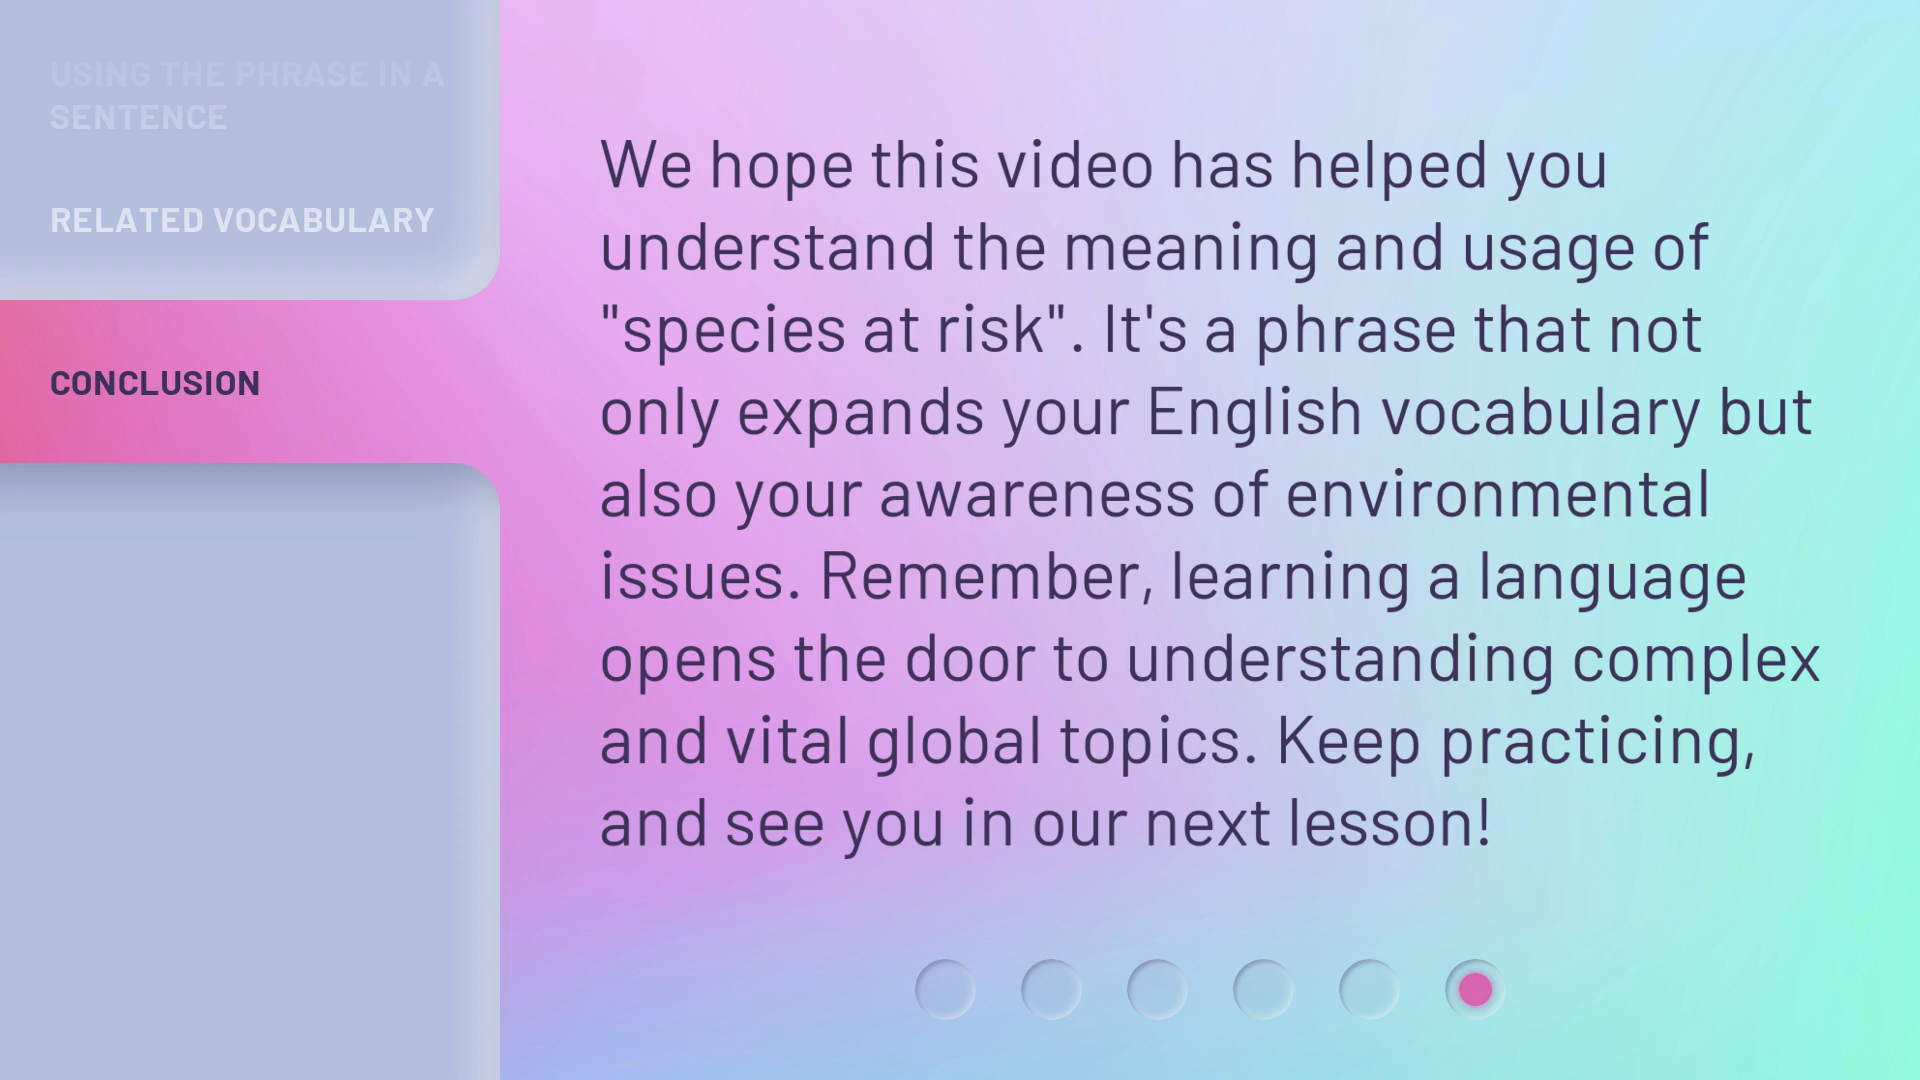 USING THE PHRASE IN A
SENTENCE
RELATED VOCABULARY
CONCLUSION
We hope this video has helped you
understand the meaning and usage of
"species at risk". It's a phrase that not
only expands your English vocabulary but
also your awareness of environmental
issues. Remember, learning a language
opens the door to understanding complex
and vital global topics. Keep practicing,
and see you in our next lesson!